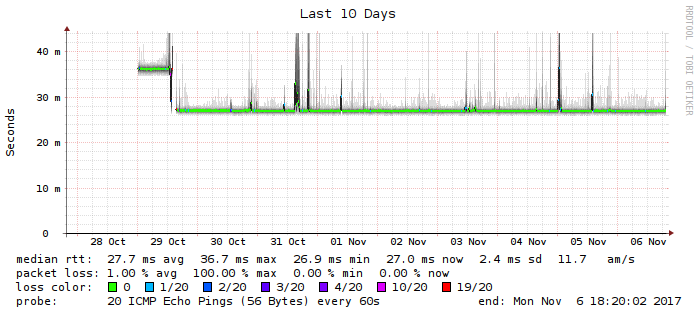 Last 10 Days
RRDTOOL / TOBI OETIKER
Seconds
40 m
30 m
20 m
10 m
0
28 Oct 29 Oct 30 Oct 31 Oct 01 Nov 02 Nov 03 Nov 04 Nov 05 Nov 06 Nov
median rtt: 27.7 ms avg 36.7 ms max 26.9 ms min 27.0 ms now 2.4 ms sd 11.7 am/s
packet loss: 1.00 % avg 100.00 % max 0.00 % min 0.00 % now
loss color: 0 1/20 2/20 3/20 4/20 10/20 19/20
probe: 20 ICMP Echo Pings (56 Bytes) every 60s end: Mon Nov 6 18:20:02 2017